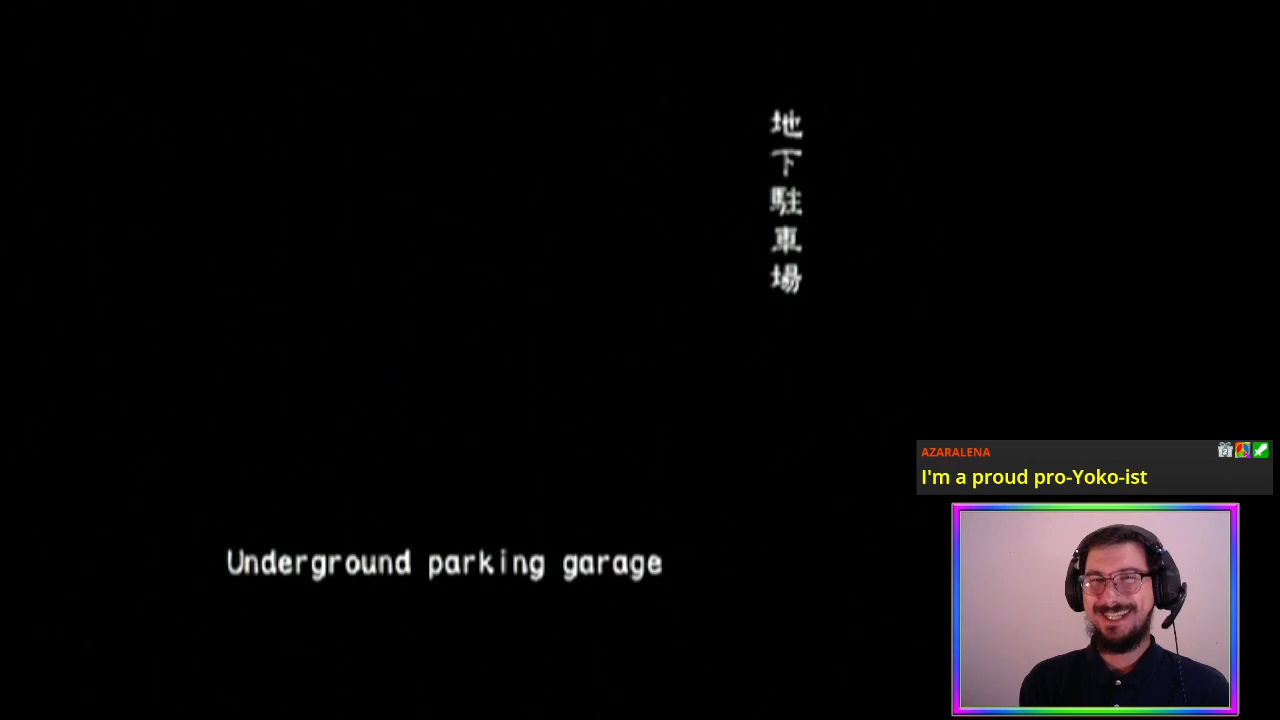 地下駐車場
AZARALENA
I'm a proud pro-Yoko-ist
Underground parking garage